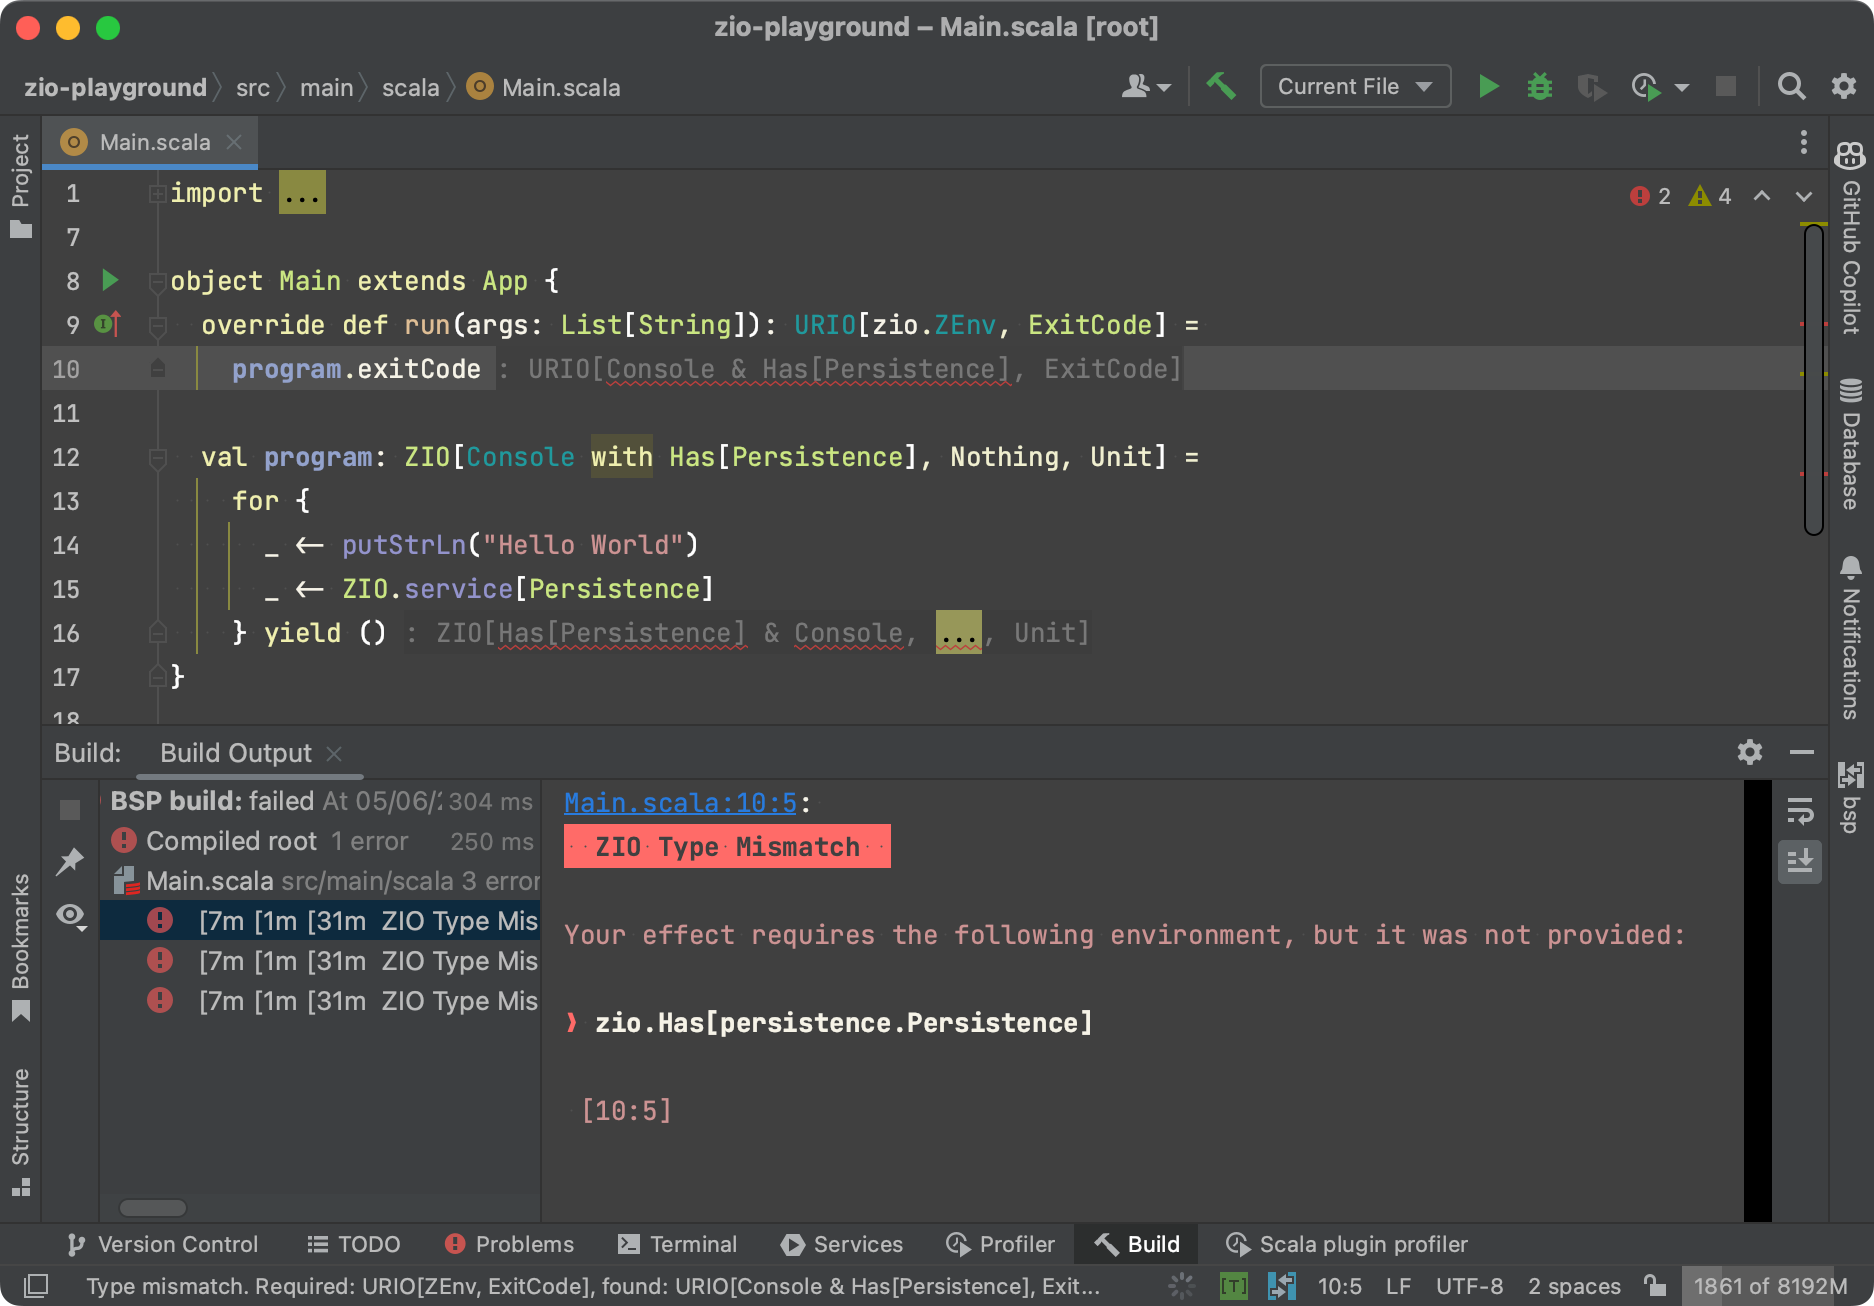 zio-playground – Main.scala [root]
zio-playground src main scala Main.scala
Current File
Main.scala
Project
GitHub Copilot
Database
Notifications
bsp
Bookmarks
Structure
2 4
1 import ...
7
8 object Main extends App {
9 override def run(args: List[String]): URIO[zio.ZEnv, ExitCode] =
10 program.exitCode : URIO[Console & Has[Persistence], ExitCode]
11
12 val program: ZIO[Console with Has[Persistence], Nothing, Unit] =
13 for {
14 _ <- putStrLn("Hello World")
15 _ <- ZIO.service[Persistence]
16 } yield () : ZIO[Has[Persistence] & Console, ..., Unit]
17 }
18
Build: Build Output
BSP build: failed At 05/06/ 304 ms
Compiled root 1 error 250 ms
Main.scala src/main/scala 3 error
[7m [1m [31m ZIO Type Mis
[7m [1m [31m ZIO Type Mis
[7m [1m [31m ZIO Type Mis
Main.scala:10:5:
ZIO Type Mismatch
Your effect requires the following environment, but it was not provided:
❯ zio.Has[persistence.Persistence]
[10:5]
Version Control TODO Problems Terminal Services Profiler Build Scala plugin profiler
Type mismatch. Required: URIO[ZEnv, ExitCode], found: URIO[Console & Has[Persistence], Exit... [T] 10:5 LF UTF-8 2 spaces 1861 of 8192M